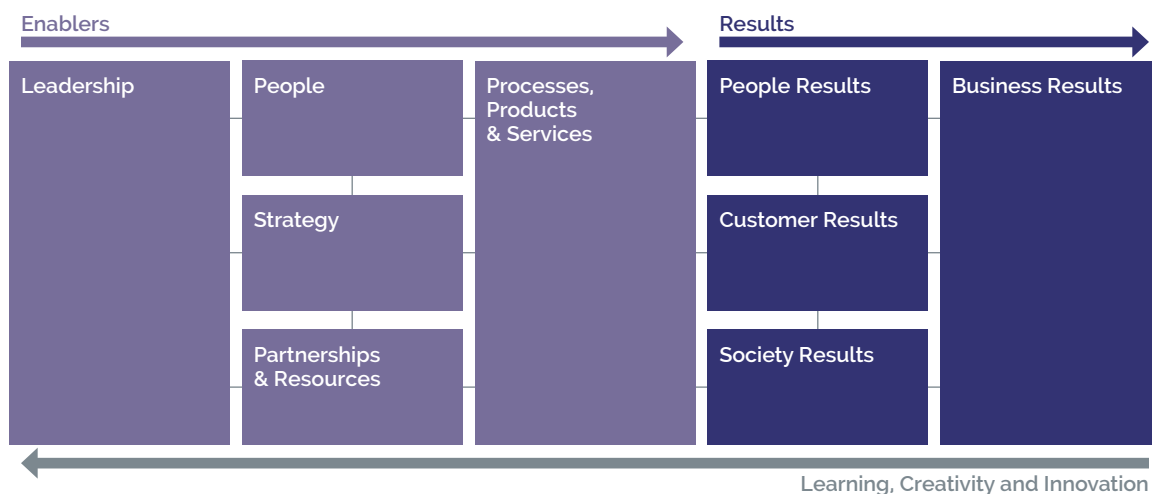 Enablers
Results
Leadership
People
Processes,
Products
& Services
People Results
Business Results
Strategy
Customer Results
Partnerships
& Resources
Society Results
Learning, Creativity and Innovation